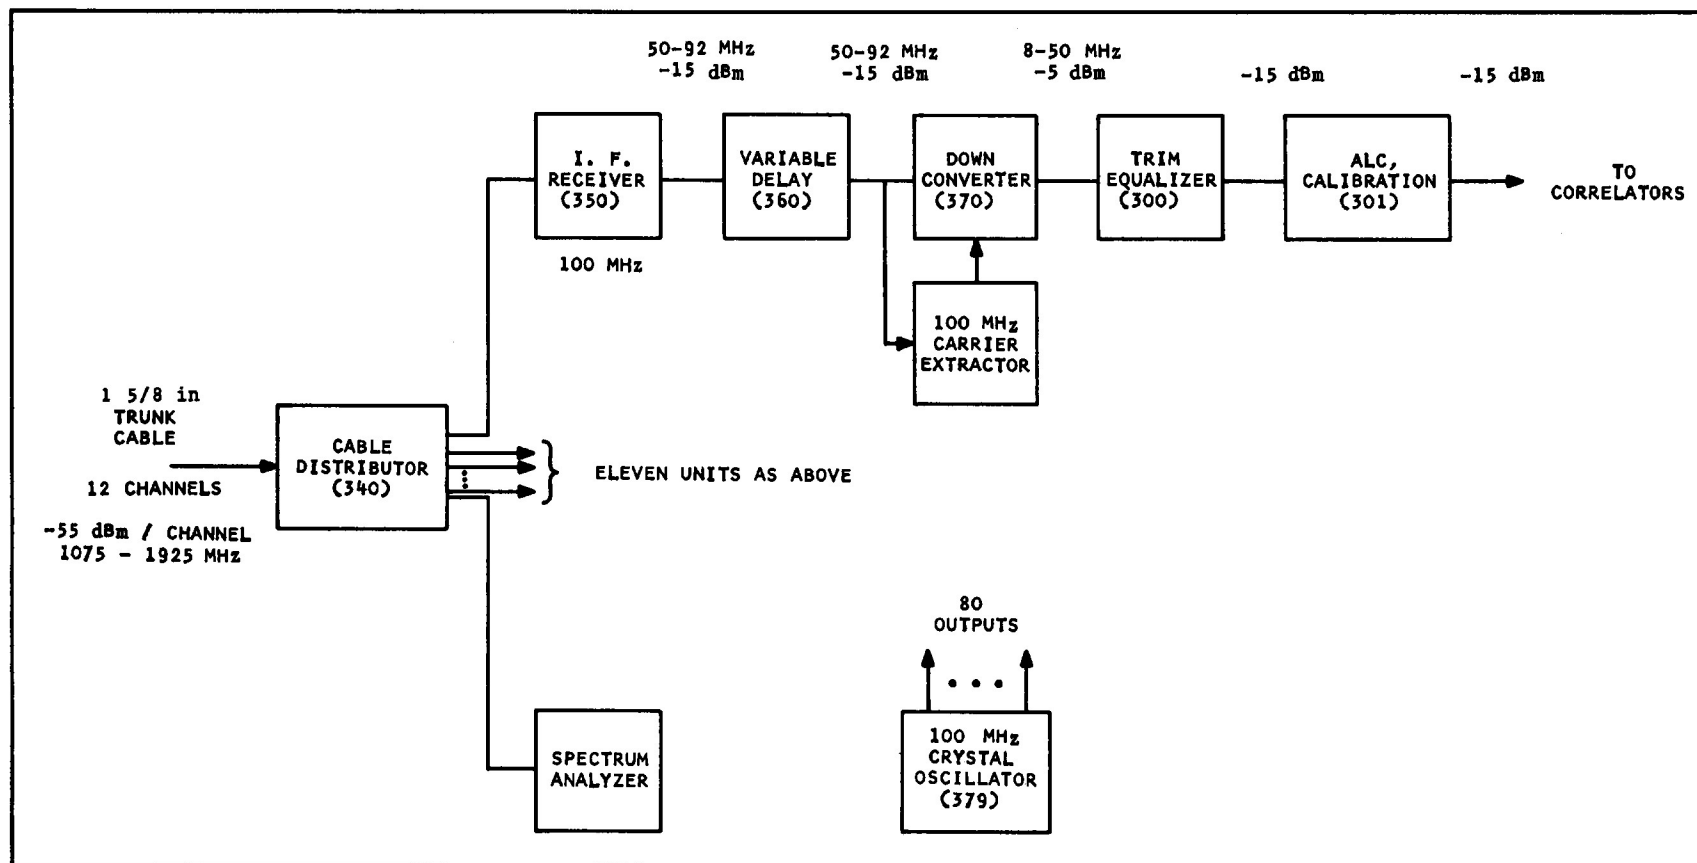 50-92 MHz
-15 dBm
50-92 MHz
-15 dBm
8-50 MHz
-5 dBm
-15 dBm
-15 dBm
I. F.
RECEIVER
(350)
VARIABLE
DELAY
(360)
DOWN
CONVERTER
(370)
TRIM
EQUALIZER
(300)
ALC,
CALIBRATION
(301)
TO
CORRELATORS
100 MHz
100 MHz
CARRIER
EXTRACTOR
1 5/8 in
TRUNK
CABLE
12 CHANNELS
-55 dBm / CHANNEL
1075 - 1925 MHz
CABLE
DISTRIBUTOR
(340)
ELEVEN UNITS AS ABOVE
80
OUTPUTS
SPECTRUM
ANALYZER
100 MHz
CRYSTAL
OSCILLATOR
(379)